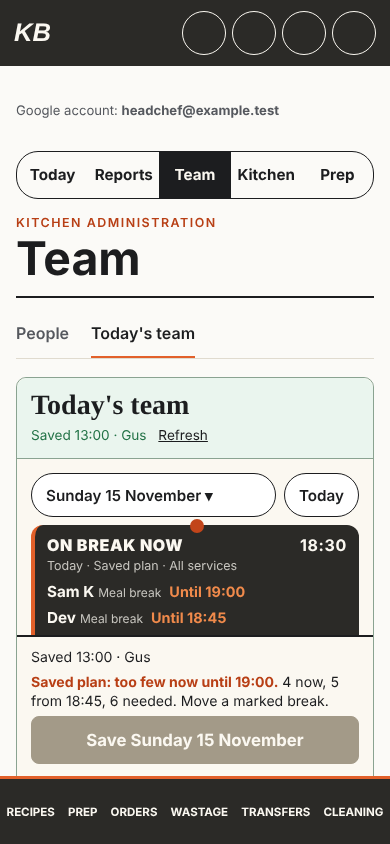 KB
Google account: headchef@example.test
Today Reports Team Kitchen Prep
KITCHEN ADMINISTRATION
Team
People Today's team
Today's team
Saved 13:00 · Gus Refresh
Sunday 15 November ▾ Today
ON BREAK NOW 18:30
Today · Saved plan · All services
Sam K Meal break Until 19:00
Dev Meal break Until 18:45
Saved 13:00 · Gus
Saved plan: too few now until 19:00. 4 now, 5
from 18:45, 6 needed. Move a marked break.
Save Sunday 15 November
RECIPES PREP ORDERS WASTAGE TRANSFERS CLEANING